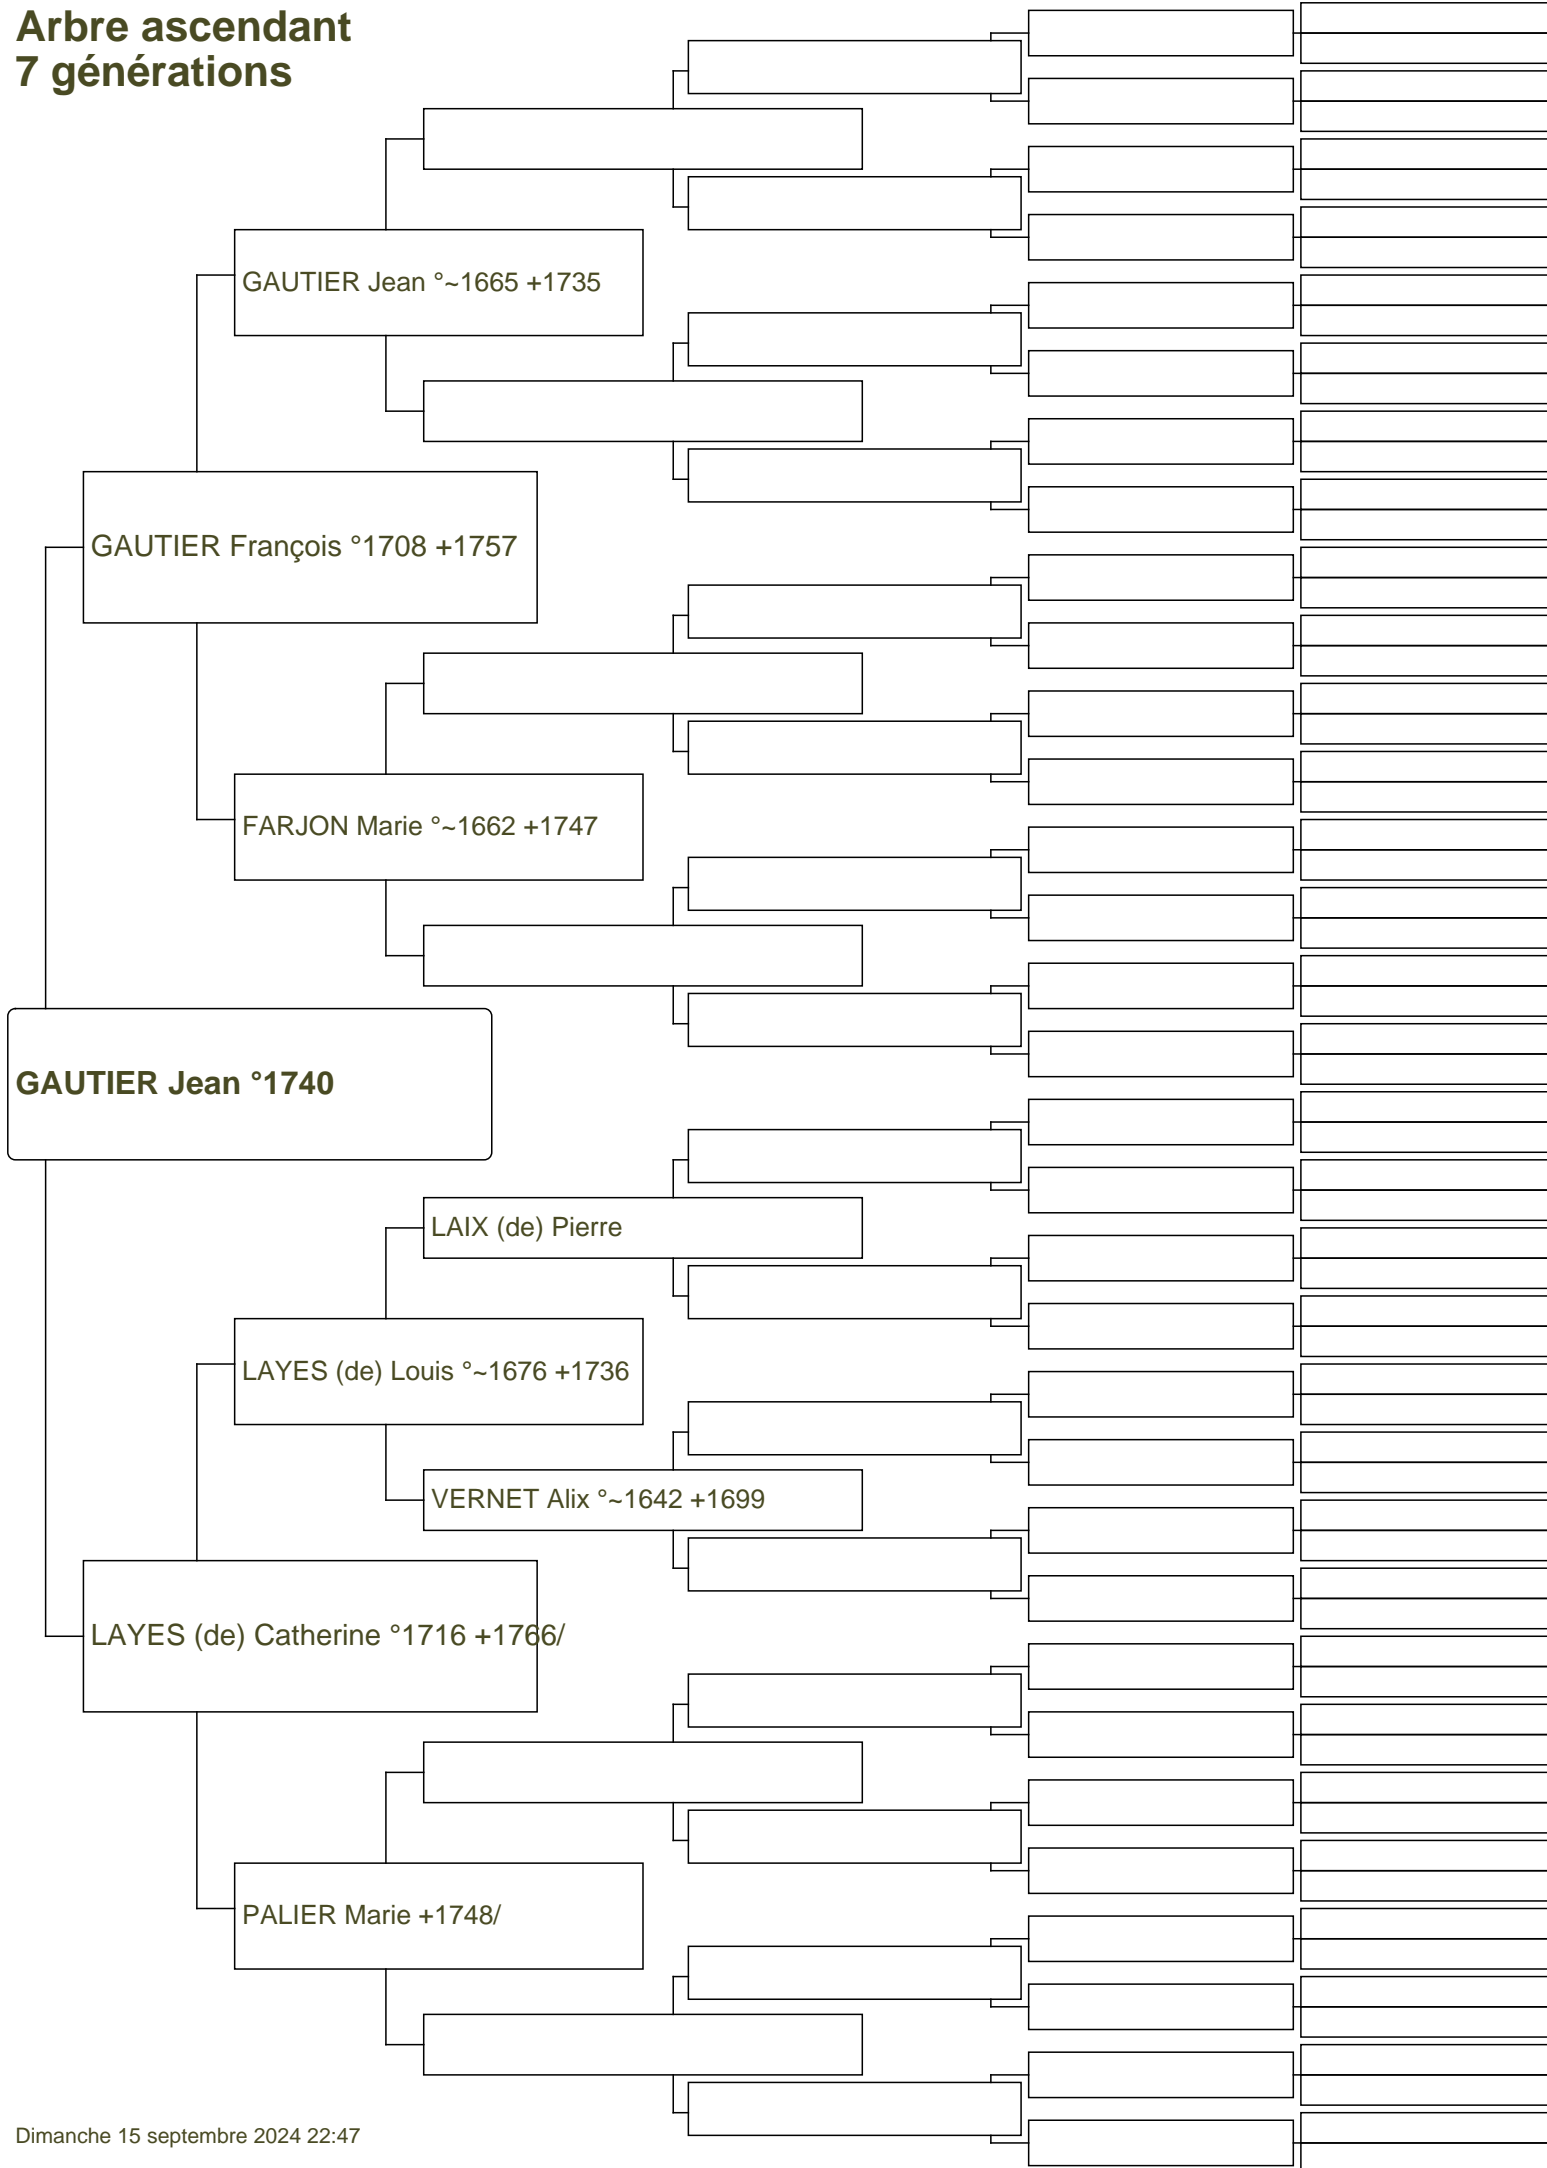 Arbre ascendant
7 générations
GAUTIER Jean °~1665 +1735
GAUTIER François °1708 +1757
FARJON Marie °~1662 +1747
GAUTIER Jean °1740
LAIX (de) Pierre
LAYES (de) Louis °~1676 +1736
VERNET Alix °~1642 +1699
LAYES (de) Catherine °1716 +1766/
PALIER Marie +1748/
Dimanche 15 septembre 2024 22:47